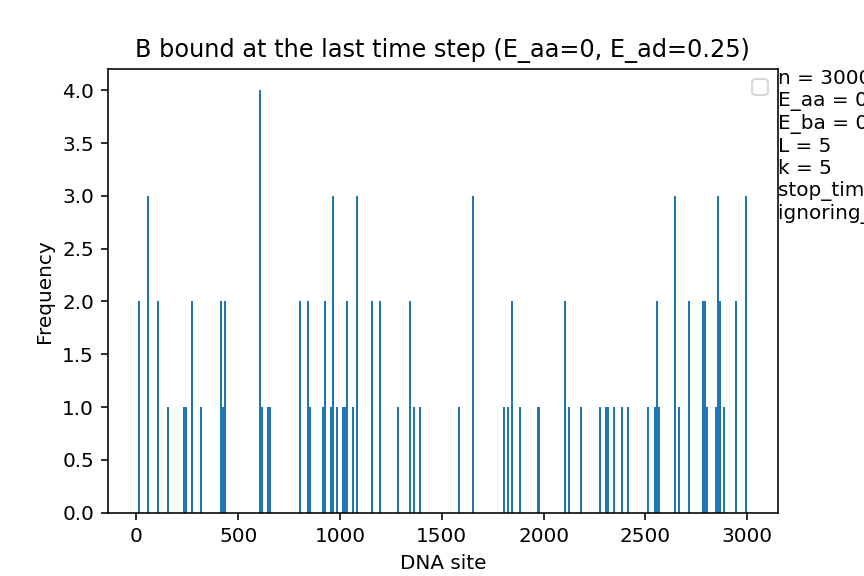 B bound at the last time step (E_aa=0, E_ad=0.25)
n = 3000
E_aa = 0
E_ba = 0
L = 5
k = 5
stop_tim
ignoring_
4.0
3.5
3.0
2.5
2.0
1.5
1.0
0.5
0.0
Frequency
0 500 1000 1500 2000 2500 3000
DNA site